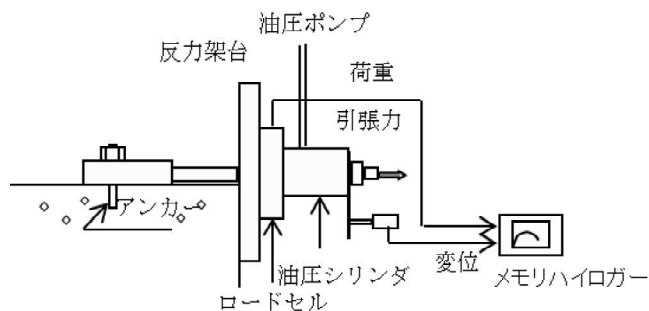 油圧ポンプ
反力架台
荷重
引張力
アンカー
変位
油圧シリンダ
メモリハイロガー
ロードセル